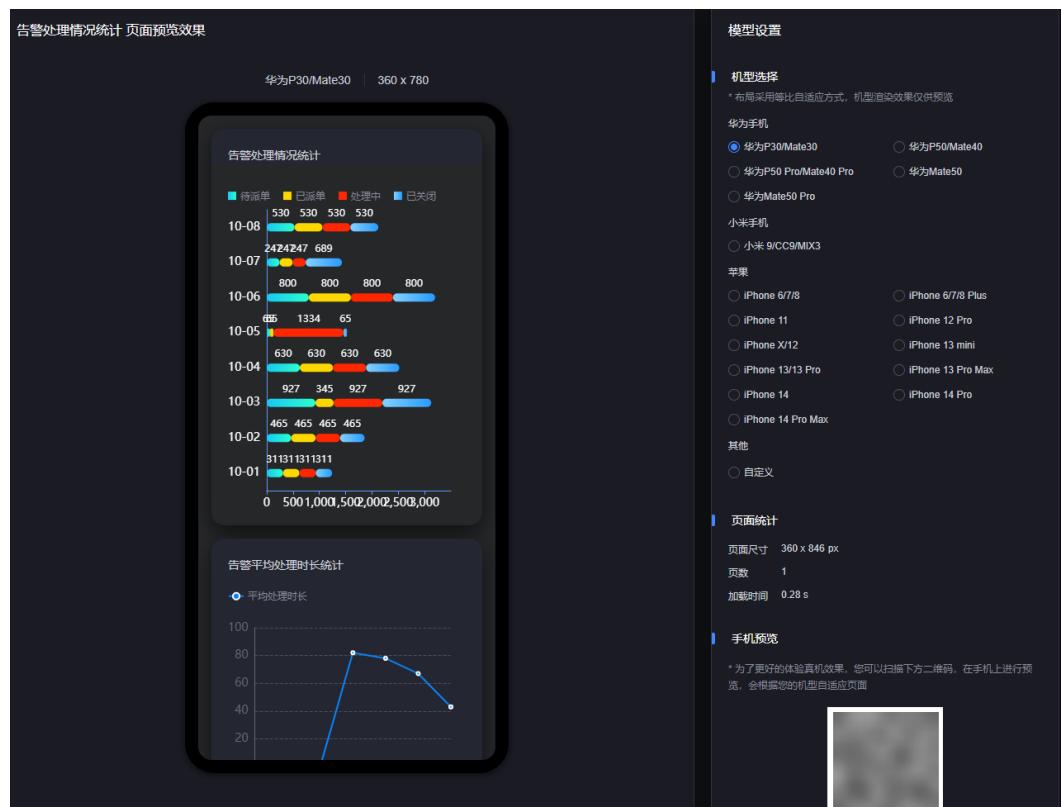 告警处理情况统计 页面预览效果
华为P30/Mate30 360 x 780
告警处理情况统计
待派单 已派单 处理中 已关闭
530 530 530 530
10-08
247 247 247 689
10-07
800 800 800 800
10-06
65 65 1334 65
10-05
630 630 630 630
10-04
927 345 927 927
10-03
465 465 465 465
10-02
311 311 311 311
10-01
0 500 1,000 1,500 2,000 2,500 3,000
告警平均处理时长统计
平均处理时长
100
80
60
40
20
模型设置
机型选择
* 布局采用等比自适应方式，机型渲染效果仅供预览
华为手机
华为P30/Mate30 华为P50/Mate40
华为P50 Pro/Mate40 Pro 华为Mate50
华为Mate50 Pro
小米手机
小米 9/CC9/MIX3
苹果
iPhone 6/7/8 iPhone 6/7/8 Plus
iPhone 11 iPhone 12 Pro
iPhone X/12 iPhone 13 mini
iPhone 13/13 Pro iPhone 13 Pro Max
iPhone 14 iPhone 14 Pro
iPhone 14 Pro Max
其他
自定义
页面统计
页面尺寸 360 x 846 px
页数 1
加载时间 0.28 s
手机预览
* 为了更好的体验真机效果，您可以扫描下方二维码，在手机上进行预
览，会根据您的机型自适应页面